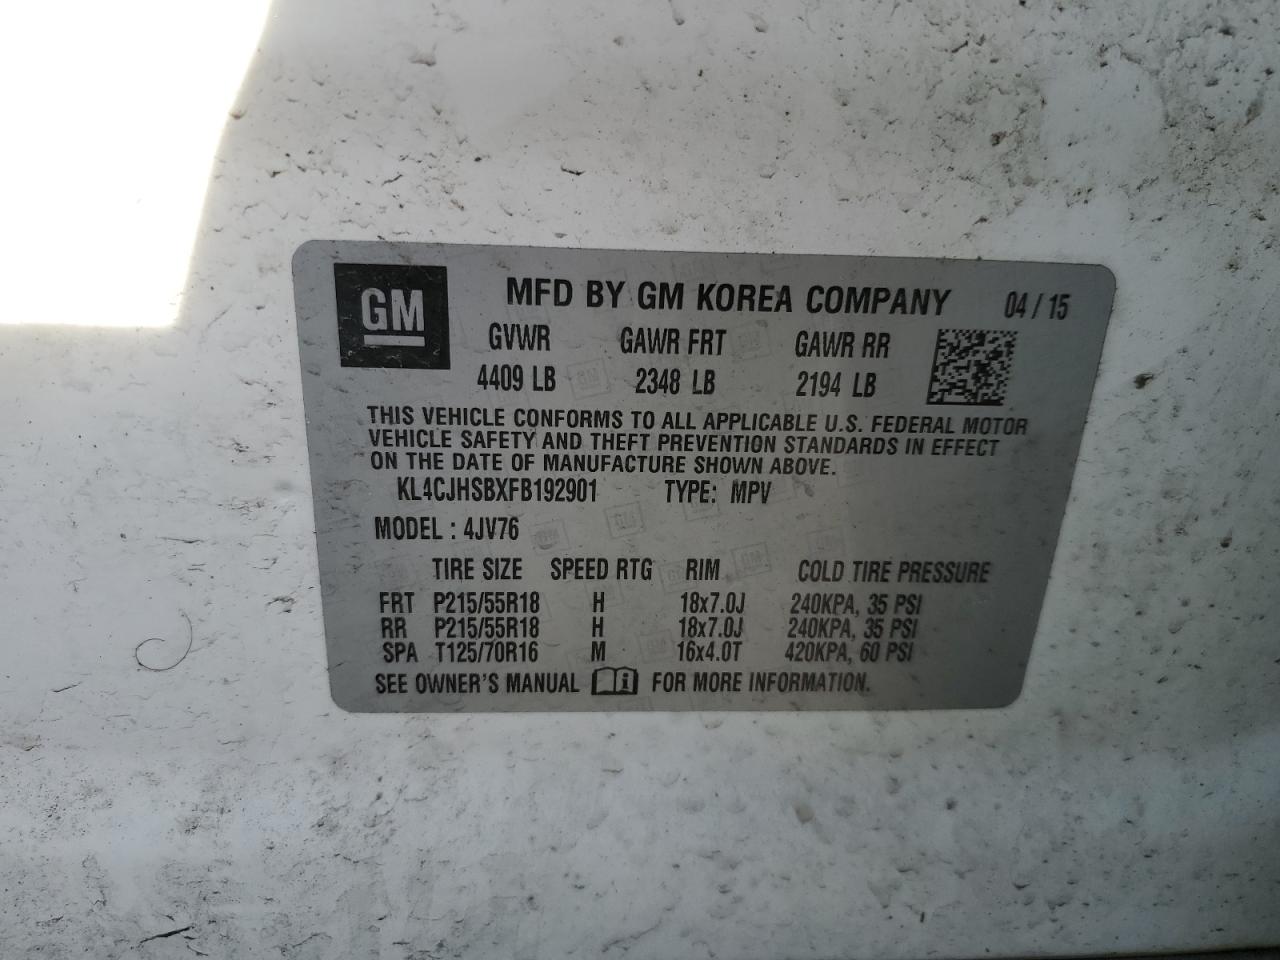 GM
MFD BY GM KOREA COMPANY 04 / 15
GVWR GAWR FRT GAWR RR
4409 LB 2348 LB 2194 LB
THIS VEHICLE CONFORMS TO ALL APPLICABLE U.S. FEDERAL MOTOR
VEHICLE SAFETY AND THEFT PREVENTION STANDARDS IN EFFECT
ON THE DATE OF MANUFACTURE SHOWN ABOVE.
KL4CJHSBXFB192901 TYPE: MPV
MODEL : 4JV76
TIRE SIZE SPEED RTG RIM COLD TIRE PRESSURE
FRT P215/55R18 H 18x7.0J 240KPA, 35 PSI
RR P215/55R18 H 18x7.0J 240KPA, 35 PSI
SPA T125/70R16 M 16x4.0T 420KPA, 60 PSI
SEE OWNER'S MANUAL i FOR MORE INFORMATION.